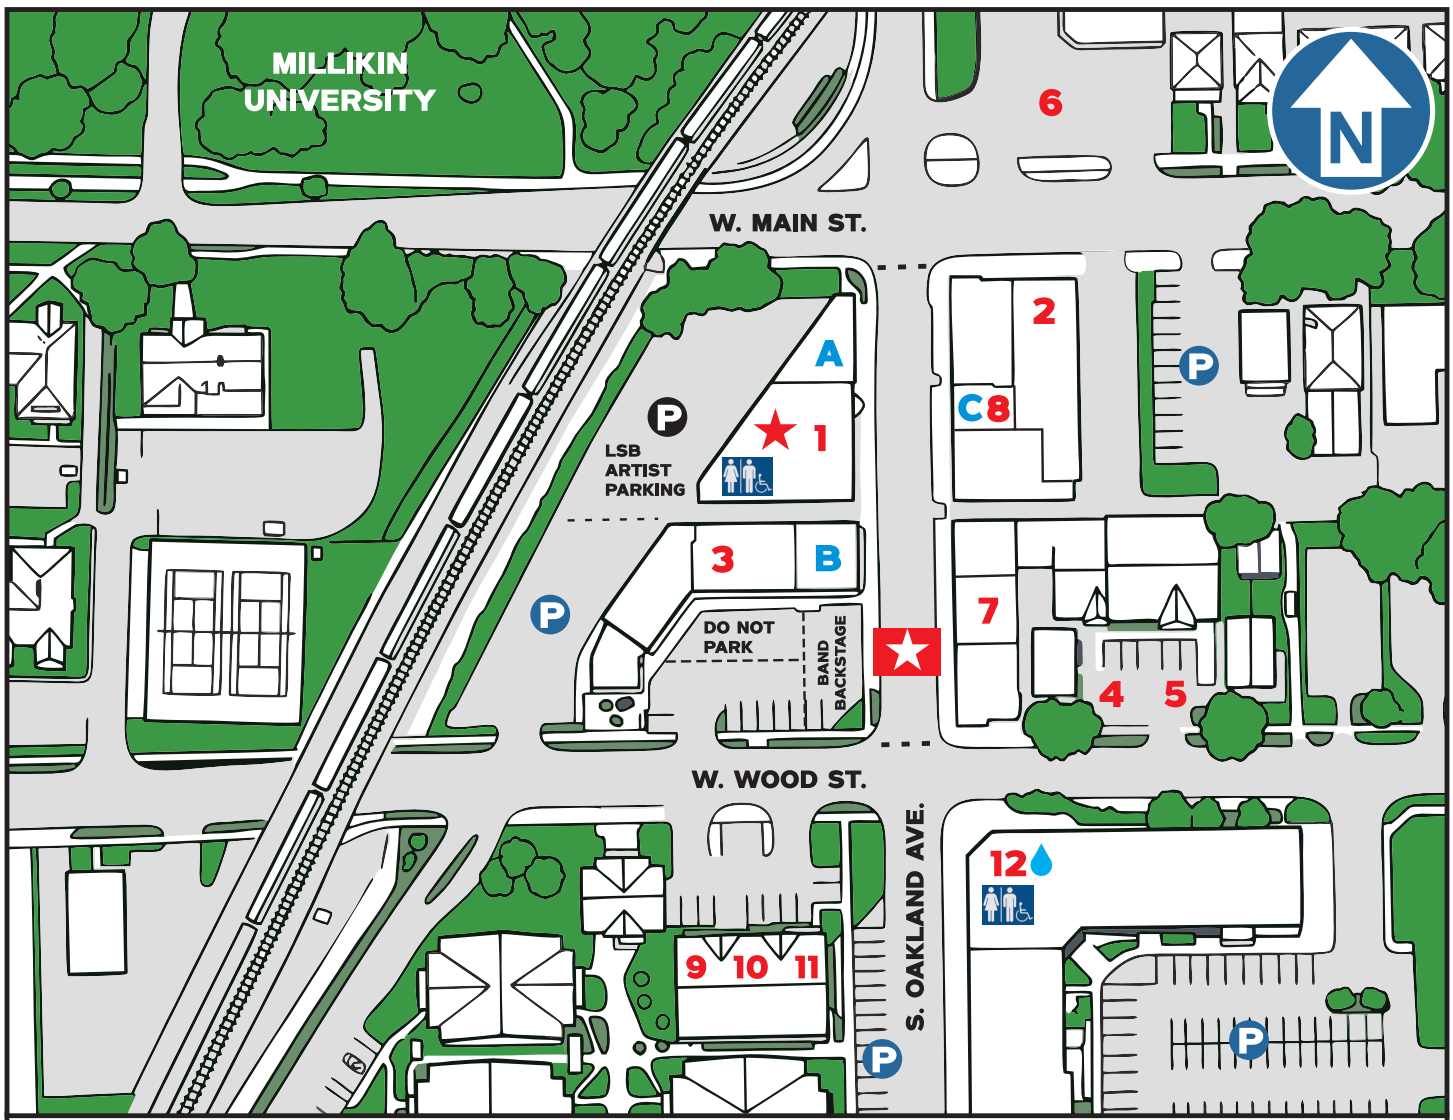 MILLIKIN
UNIVERSITY
6
N
W. MAIN ST.
2
A
P
C8
P
1
LSB
ARTIST
PARKING
3
B
7
P
DO NOT
PARK
BAND
BACKSTAGE
4
5
W. WOOD ST.
S. OAKLAND AVE.
12
9
10
11
P
P